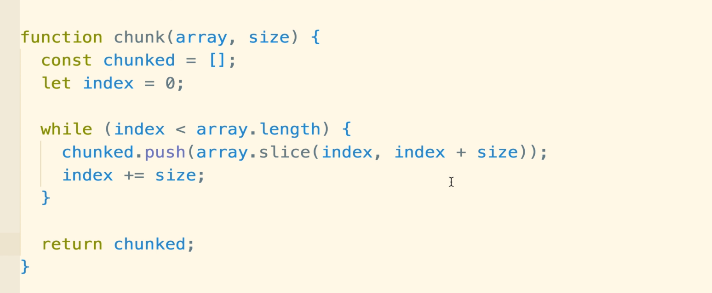 function chunk(array, size) {
const chunked = [];
let index = 0;
while (index < array.length) {
chunked.push(array.slice(index, index + size));
index += size;
}
return chunked;
}